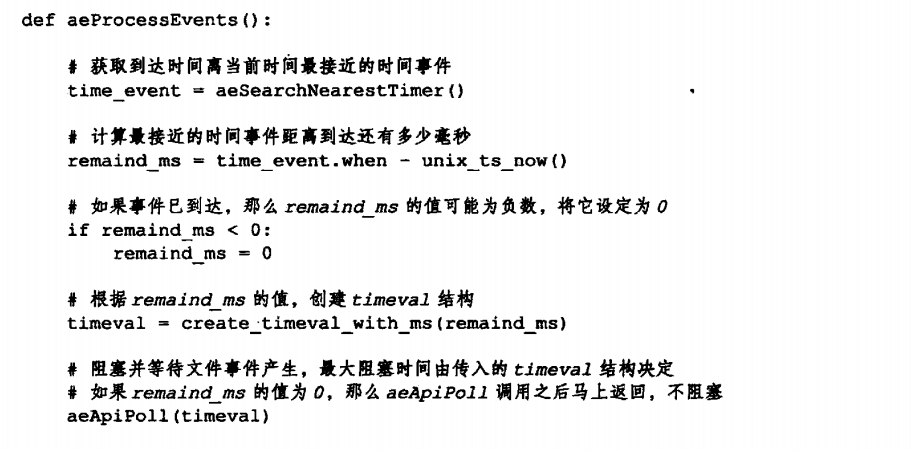 def aeProcessEvents():
# 获取到达时间离当前时间最接近的时间事件
time_event = aeSearchNearestTimer()
# 计算最接近的时间事件距离到达还有多少毫秒
remaind_ms = time_event.when - unix_ts_now()
# 如果事件已到达，那么 remaind_ms 的值可能为负数，将它设定为 0
if remaind_ms < 0:
remaind_ms = 0
# 根据 remaind_ms 的值，创建 timeval 结构
timeval = create_timeval_with_ms(remaind_ms)
# 阻塞并等待文件事件产生，最大阻塞时间由传入的 timeval 结构决定
# 如果 remaind_ms 的值为 0，那么 aeApiPoll 调用之后马上返回，不阻塞
aeApiPoll(timeval)